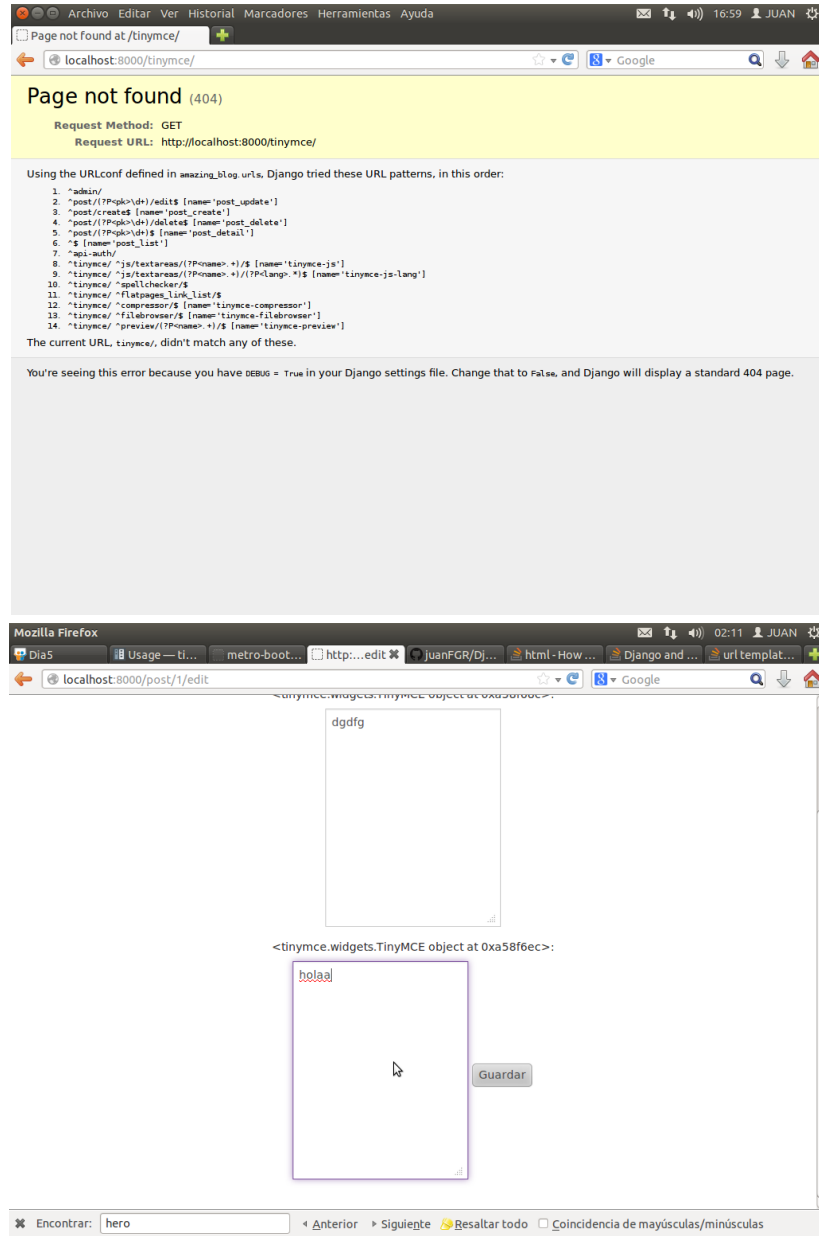 Archivo Editar Ver Historial Marcadores Herramientas Ayuda 16:59 JUAN
Page not found at /tinymce/
localhost:8000/tinymce/ Google
Page not found (404)
Request Method: GET
Request URL: http://localhost:8000/tinymce/
Using the URLconf defined in amazing_blog.urls, Django tried these URL patterns, in this order:
1. ^admin/
2. ^post/(?P<pk>\d+)/edit$ [name='post_update']
3. ^post/create$ [name='post_create']
4. ^post/(?P<pk>\d+)/delete$ [name='post_delete']
5. ^post/(?P<pk>\d+)$ [name='post_detail']
6. ^$ [name='post_list']
7. ^api-auth/
8. ^tinymce/ ^js/textareas/(?P<name>.+)/$ [name='tinymce-js']
9. ^tinymce/ ^js/textareas/(?P<name>.+)/(?P<lang>.*)$ [name='tinymce-js-lang']
10. ^tinymce/ ^spellchecker/$
11. ^tinymce/ ^flatpages_link_list/$
12. ^tinymce/ ^compressor/$ [name='tinymce-compressor']
13. ^tinymce/ ^filebrowser/$ [name='tinymce-filebrowser']
14. ^tinymce/ ^preview/(?P<name>.+)/$ [name='tinymce-preview']
The current URL, tinymce/, didn't match any of these.
You're seeing this error because you have DEBUG = True in your Django settings file. Change that to False, and Django will display a standard 404 page.
Mozilla Firefox 02:11 JUAN
Dia5 Usage — ti... metro-boot... http:...edit juanFGR/Dj... html - How ... Django and ... url templat...
localhost:8000/post/1/edit Google
<tinymce.widgets.TinyMCE object at 0xa58f68c>:
dgdfg
<tinymce.widgets.TinyMCE object at 0xa58f6ec>:
holaa
Guardar
Encontrar: hero Anterior Siguiente Resaltar todo Coincidencia de mayúsculas/minúsculas